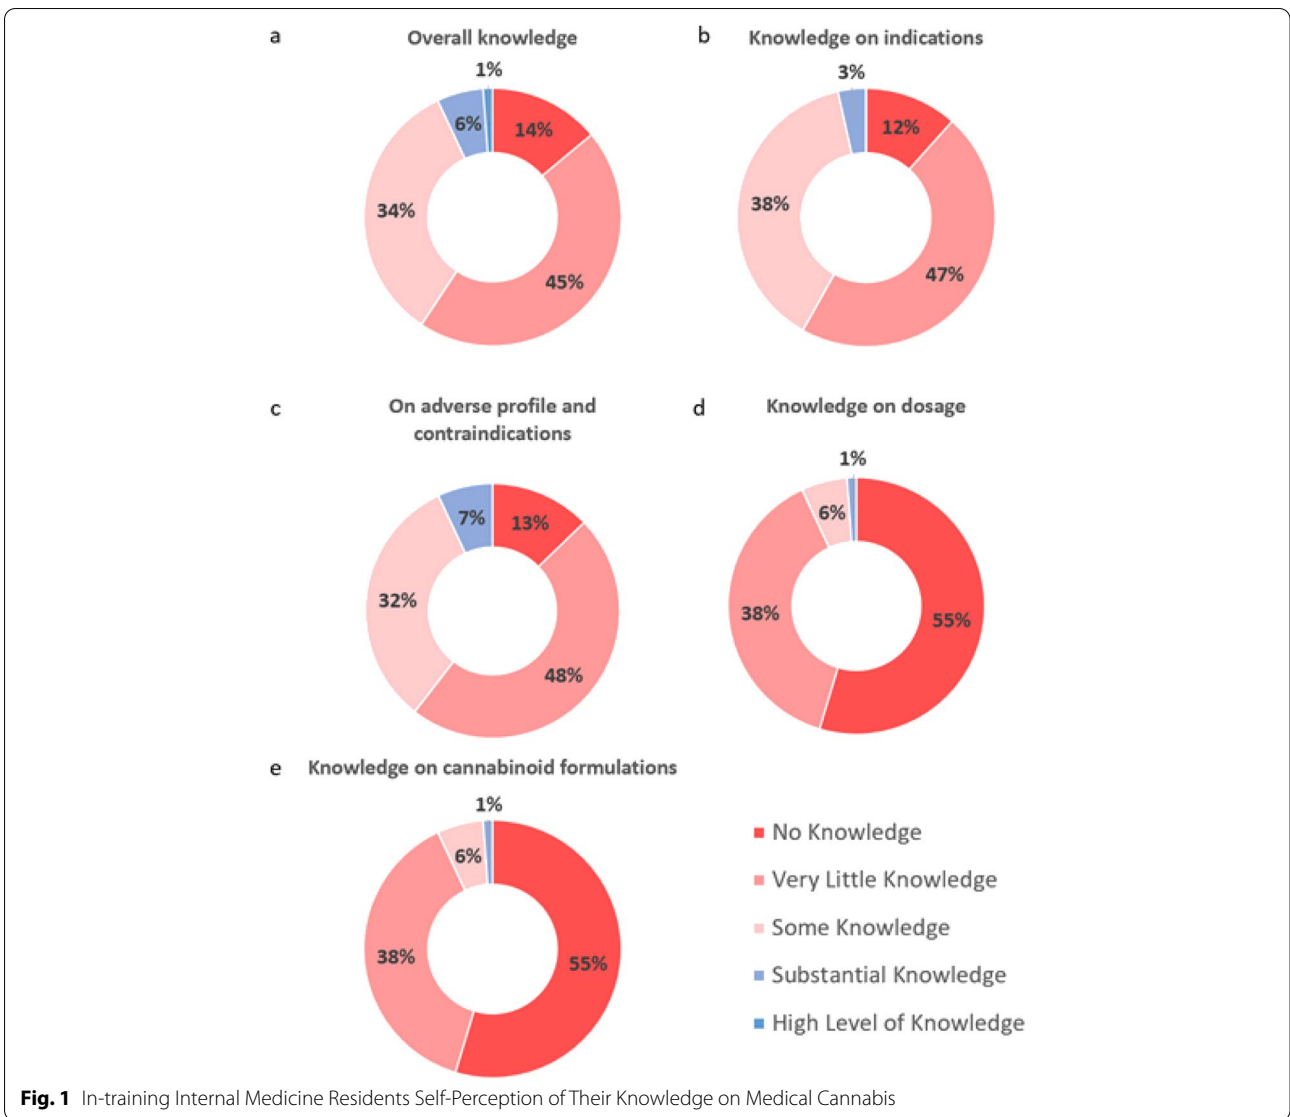 a
Overall knowledge
1%
6%
14%
34%
45%
b
Knowledge on indications
3%
12%
38%
47%
c
On adverse profile and
contraindications
7%
13%
32%
48%
d
Knowledge on dosage
1%
6%
38%
55%
e
Knowledge on cannabinoid formulations
1%
6%
38%
55%
No Knowledge
Very Little Knowledge
Some Knowledge
Substantial Knowledge
High Level of Knowledge
Fig. 1 In-training Internal Medicine Residents Self-Perception of Their Knowledge on Medical Cannabis